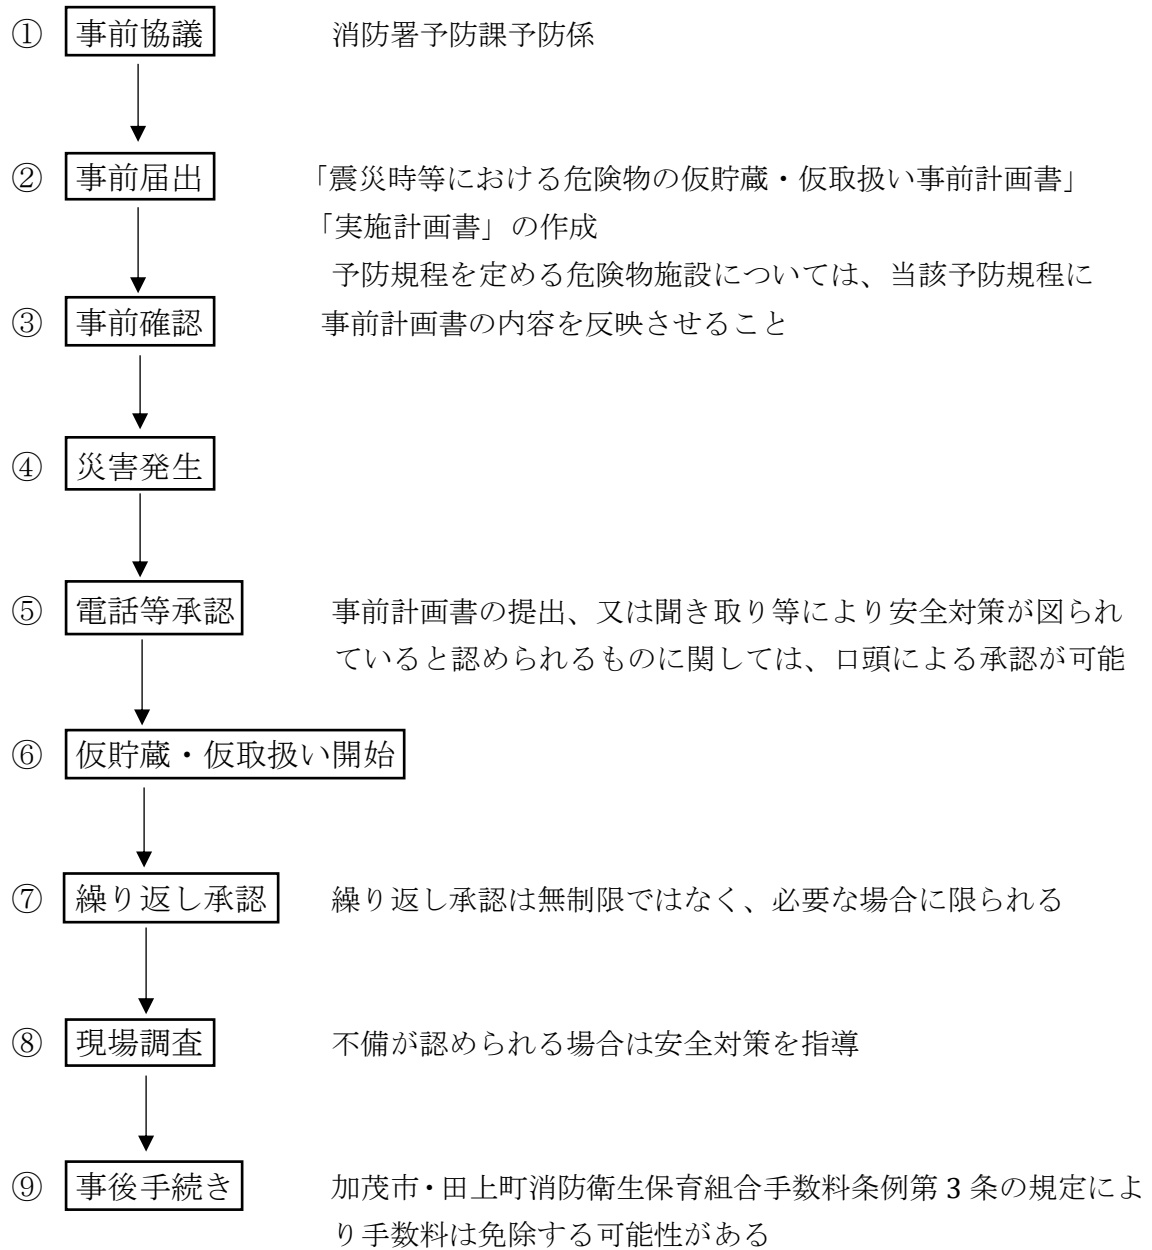 ① 事前協議 消防署予防課予防係
② 事前届出 「震災時等における危険物の仮貯蔵・仮取扱い事前計画書」
「実施計画書」の作成
予防規程を定める危険物施設については、当該予防規程に
③ 事前確認 事前計画書の内容を反映させること
④ 災害発生
⑤ 電話等承認 事前計画書の提出、又は聞き取り等により安全対策が図られ
ていると認められるものに関しては、口頭による承認が可能
⑥ 仮貯蔵・仮取扱い開始
⑦ 繰り返し承認 繰り返し承認は無制限ではなく、必要な場合に限られる
⑧ 現場調査 不備が認められる場合は安全対策を指導
⑨ 事後手続き 加茂市・田上町消防衛生保育組合手数料条例第3条の規定によ
り手数料は免除する可能性がある